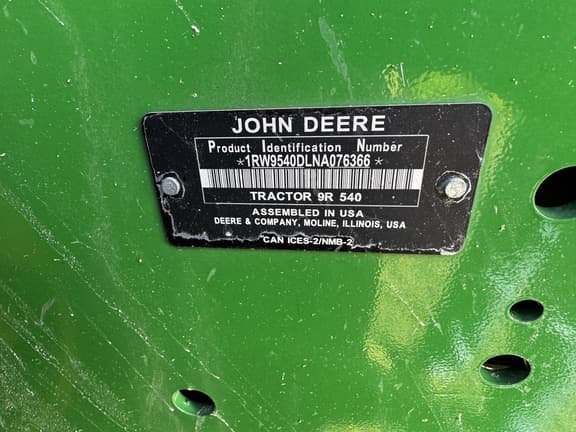 JOHN DEERE
Product Identification Number
*1RW9540DLNA076366*
TRACTOR 9R 540
ASSEMBLED IN USA
DEERE & COMPANY, MOLINE, ILLINOIS, USA
CAN ICES-2/NMB-2